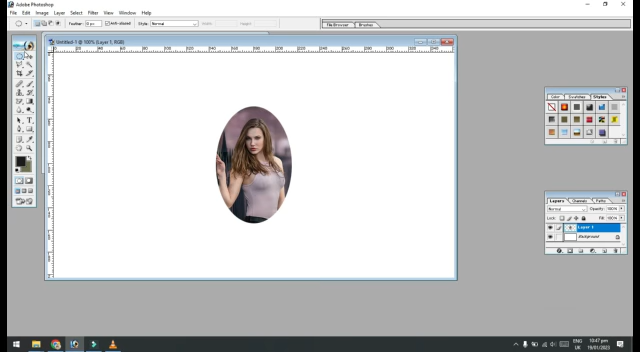 Adobe Photoshop
File Edit Image Layer Select Filter View Window Help
Feather: 0 px Anti-aliased Style: Normal
File Browser Brushes
Untitled-1 @ 100% (Layer 1, RGB)
Color Swatches Styles
Layers Channels Paths
Normal Opacity: 100%
Lock: Fill: 100%
Layer 1
Background
ENG 10:47 pm
UK 19/01/2023